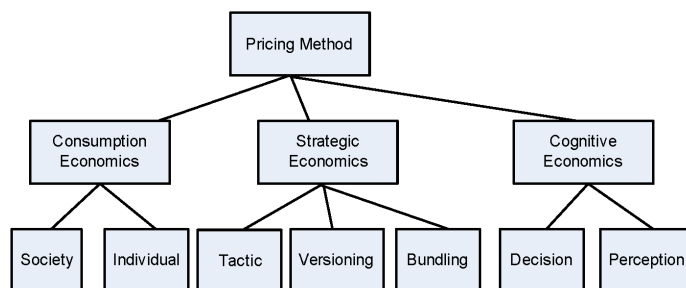 Pricing Method
Consumption
Economics
Strategic
Economics
Cognitive
Economics
Society
Individual
Tactic
Versioning
Bundling
Decision
Perception